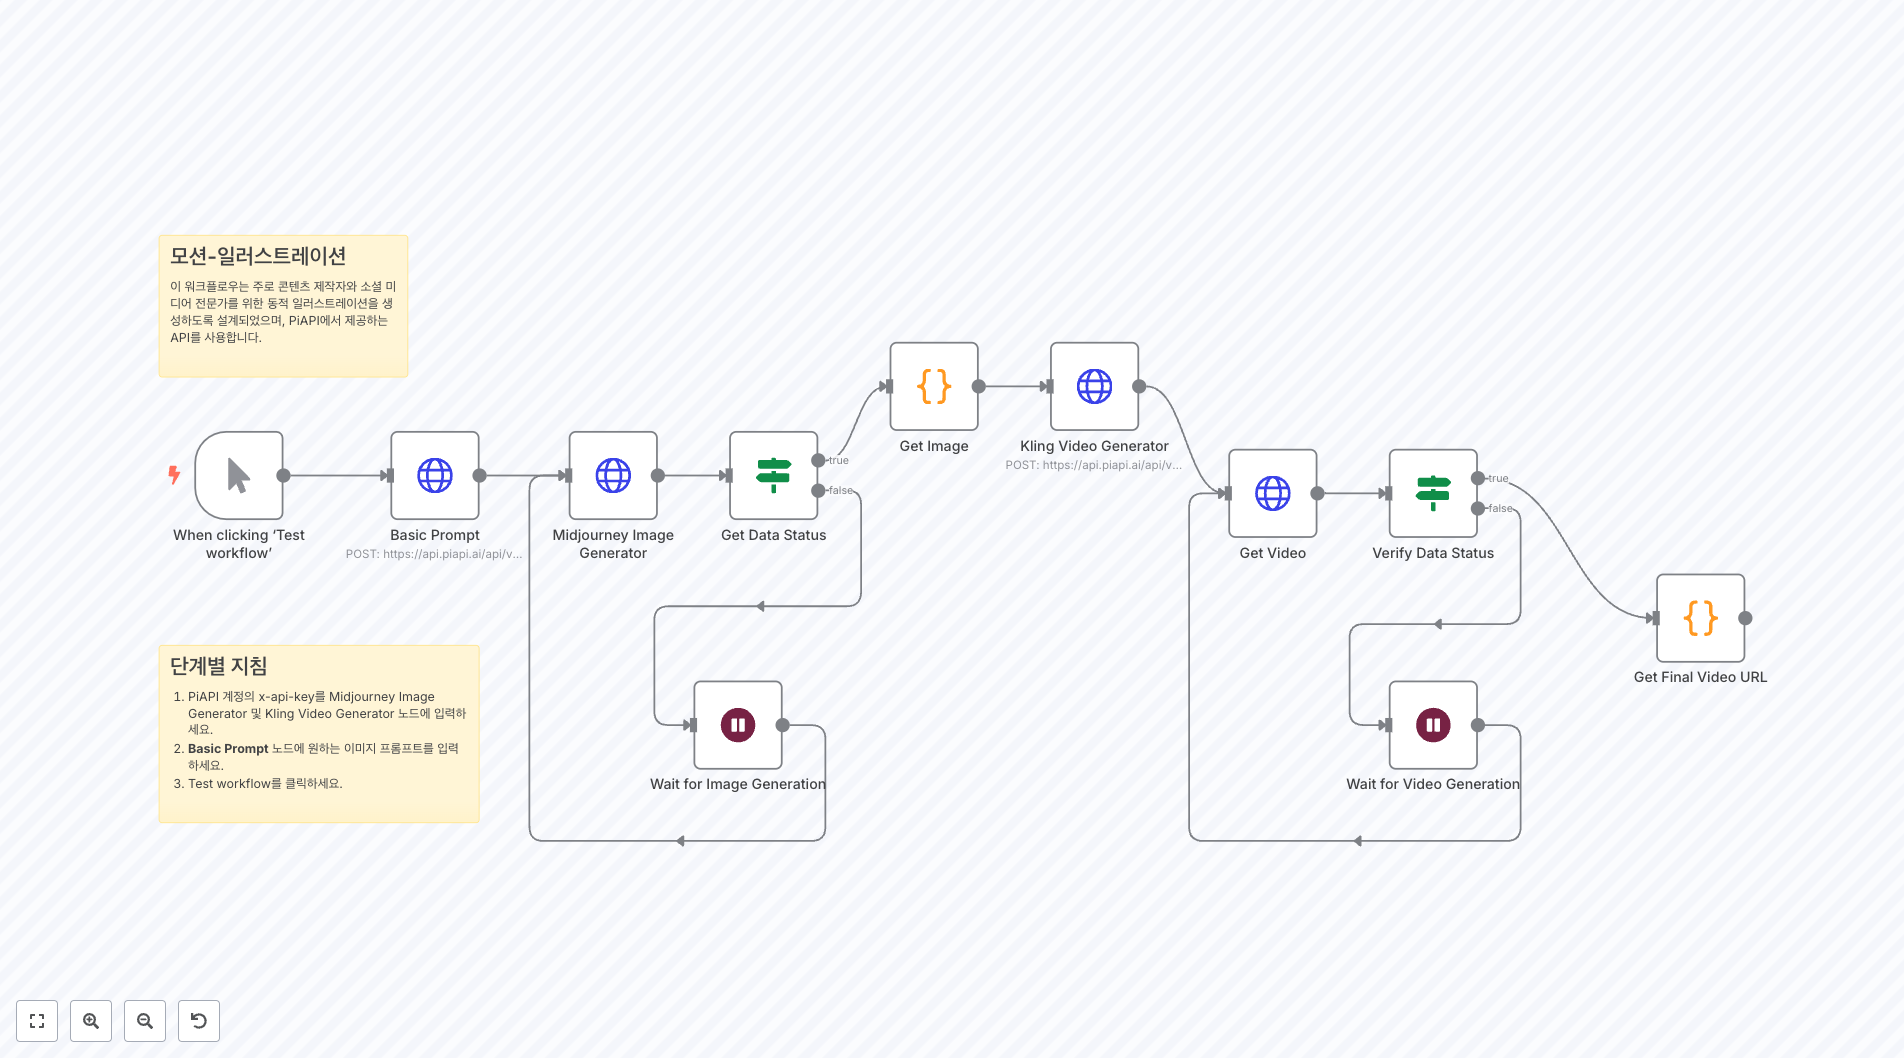 모션-일러스트레이션
이 워크플로우는 주로 콘텐츠 제작자와 소셜 미
디어 전문가를 위한 동적 일러스트레이션을 생
성하도록 설계되었으며, PiAPI에서 제공하는
API를 사용합니다.
When clicking ‘Test
workflow’
Basic Prompt
POST: https://api.piapi.ai/api/v...
Midjourney Image
Generator
Get Data Status
true
false
Get Image
Kling Video Generator
POST: https://api.piapi.ai/api/v...
Get Video
Verify Data Status
true
false
Get Final Video URL
Wait for Image Generation
Wait for Video Generation
단계별 지침
1. PiAPI 계정의 x-api-key를 Midjourney Image
Generator 및 Kling Video Generator 노드에 입력하
세요.
2. Basic Prompt 노드에 원하는 이미지 프롬프트를 입력
하세요.
3. Test workflow를 클릭하세요.